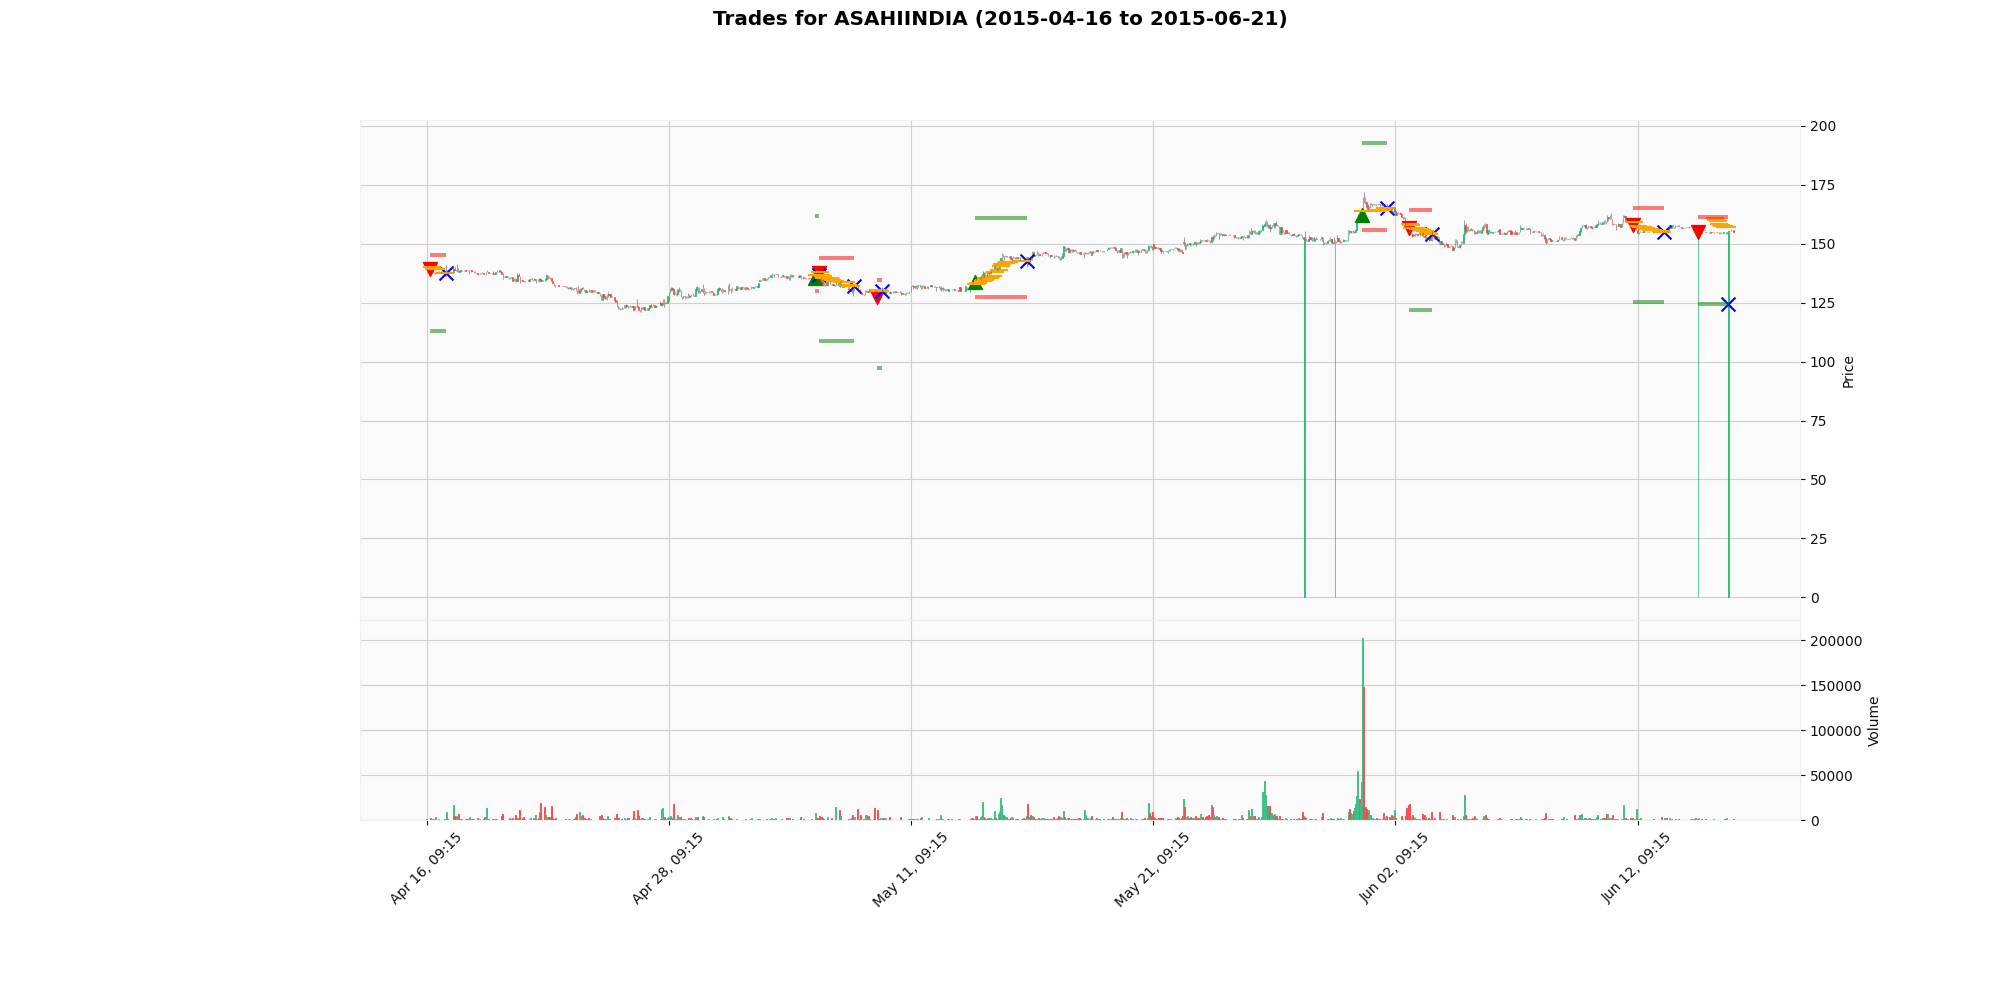 Trades for ASAHIINDIA (2015-04-16 to 2015-06-21)
200
175
150
125
100
75
50
25
0
Price
200000
150000
100000
50000
0
Volume
Apr 16, 09:15
Apr 28, 09:15
May 11, 09:15
May 21, 09:15
Jun 02, 09:15
Jun 12, 09:15